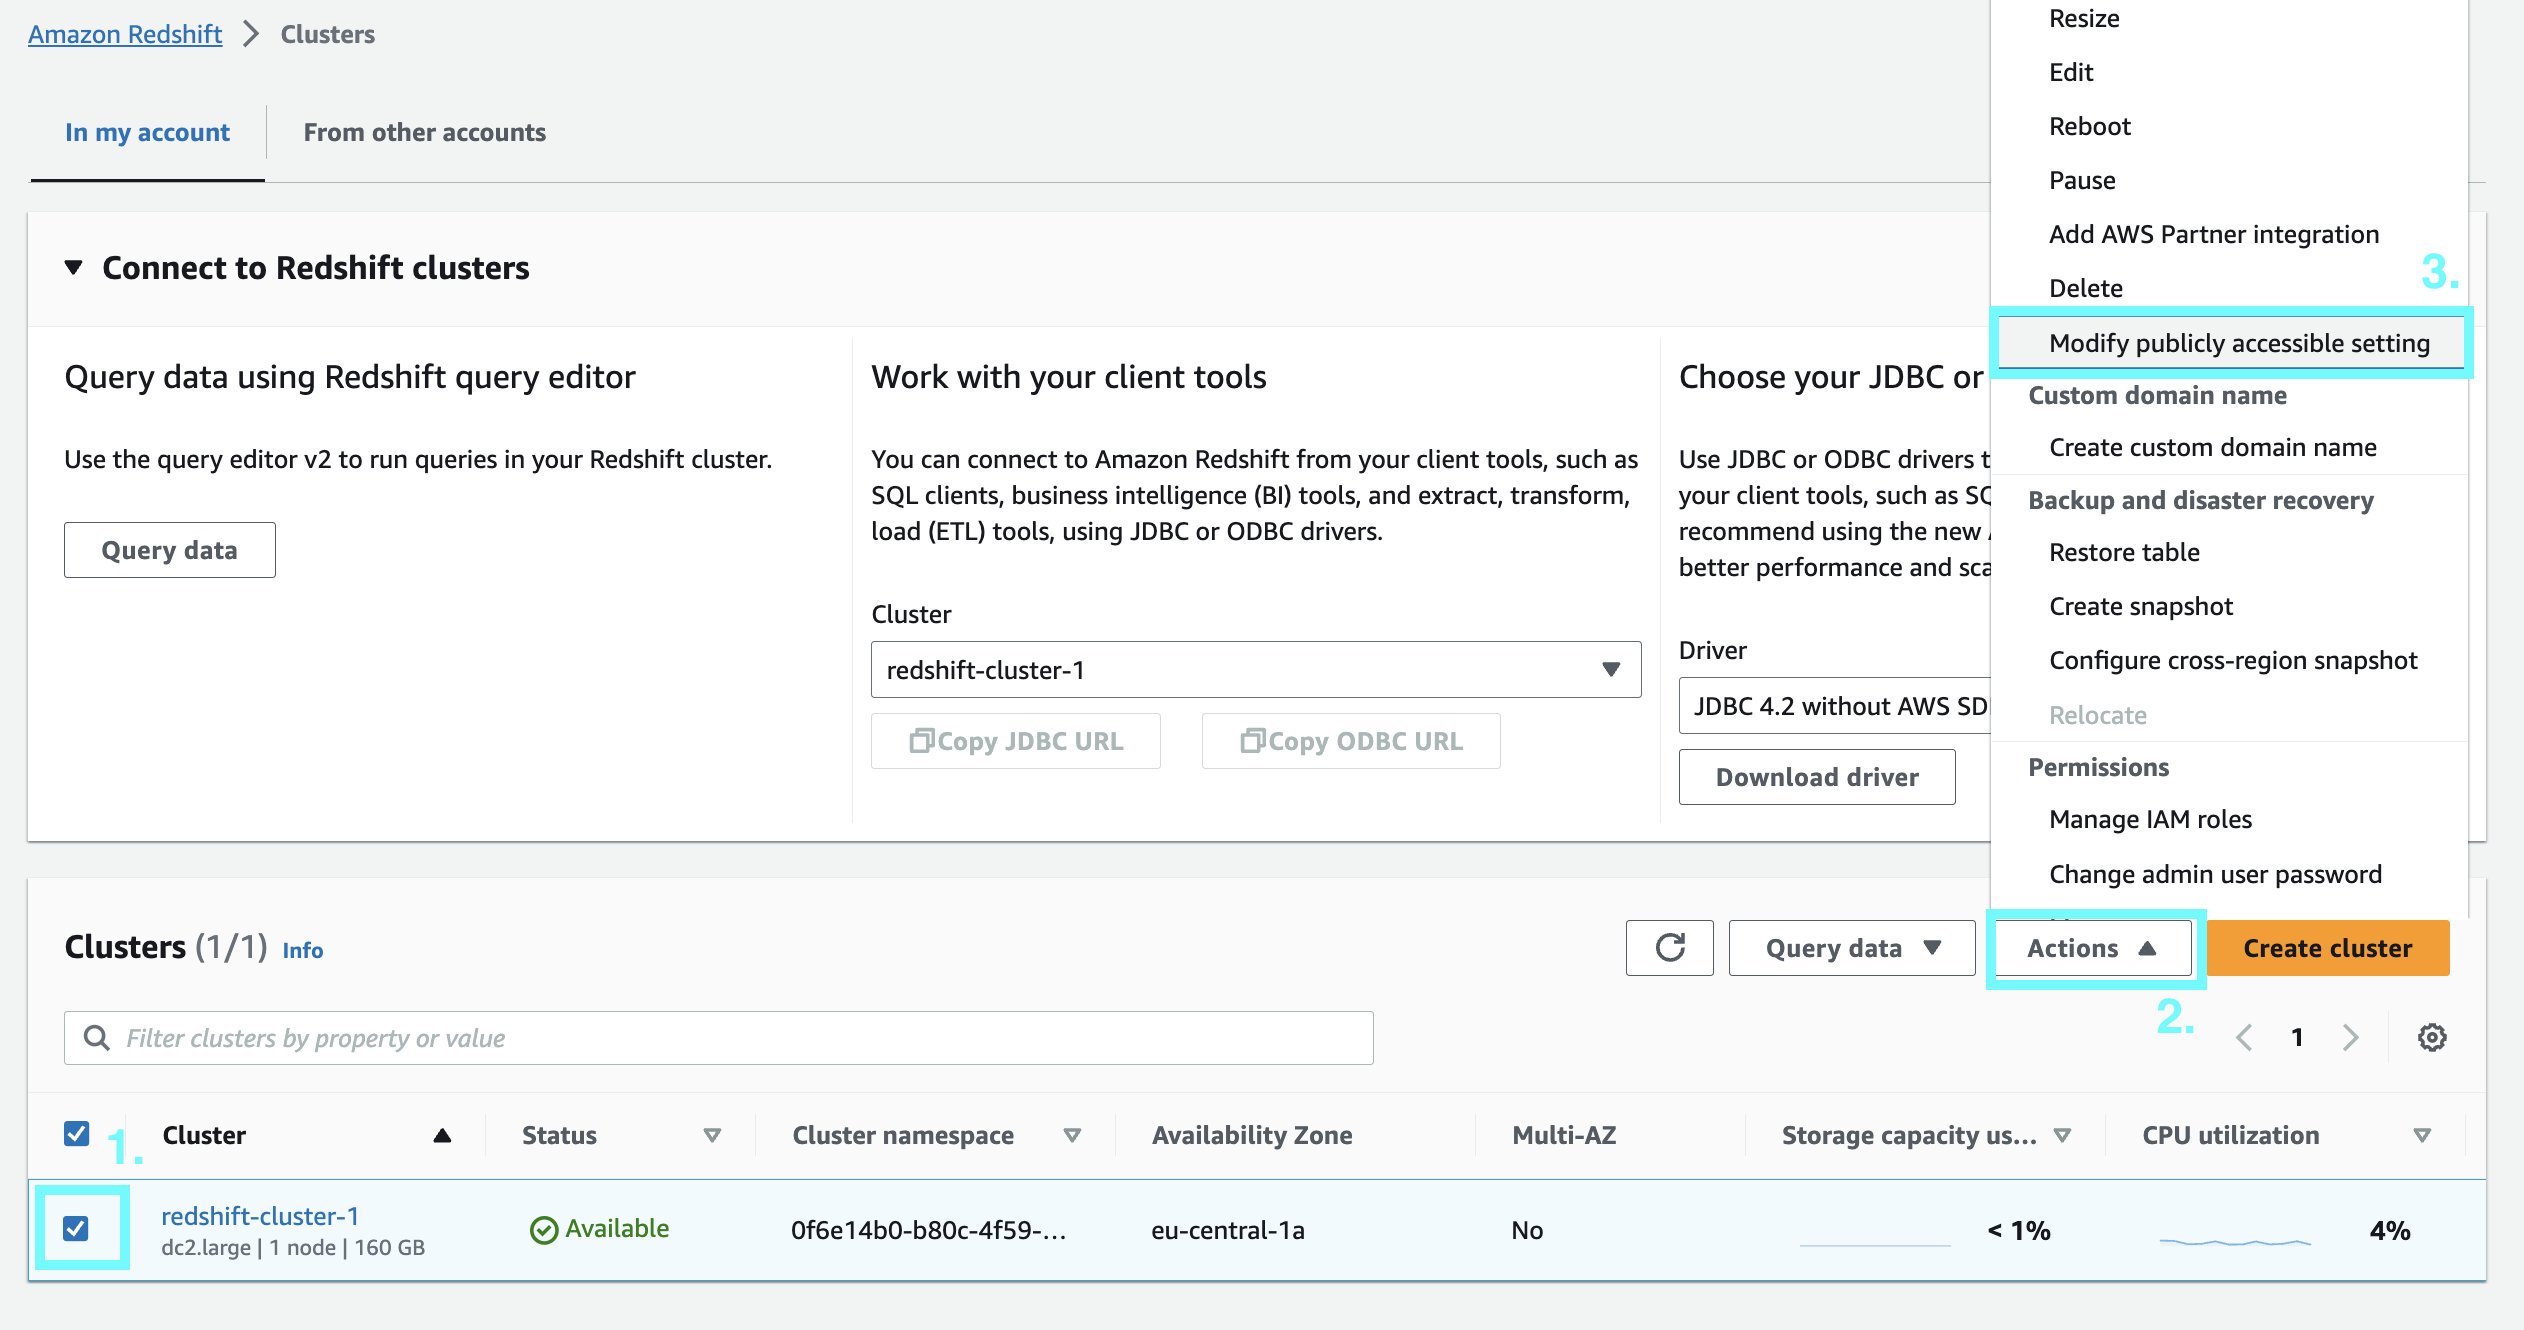 Amazon Redshift
Clusters
In my account
From other accounts
Connect to Redshift clusters
Query data using Redshift query editor
Use the query editor v2 to run queries in your Redshift cluster.
Query data
Work with your client tools
You can connect to Amazon Redshift from your client tools, such as
SQL clients, business intelligence (BI) tools, and extract, transform,
load (ETL) tools, using JDBC or ODBC drivers.
Cluster
redshift-cluster-1
Copy JDBC URL
Copy ODBC URL
Choose your JDBC or
Use JDBC or ODBC drivers
your client tools, such as
recommend using the new
better performance and
Driver
JDBC 4.2 without AWS
Download driver
Resize
Edit
Reboot
Pause
Add AWS Partner integration
Delete
3.
Modify publicly accessible setting
Custom domain name
Create custom domain name
Backup and disaster recovery
Restore table
Create snapshot
Configure cross-region snapshot
Relocate
Permissions
Manage IAM roles
Change admin user password
Clusters (1/1) Info
Query data
Actions
Create cluster
2.
Filter clusters by property or value
1
1.
Cluster
Status
Cluster namespace
Availability Zone
Multi-AZ
Storage capacity us...
CPU utilization
redshift-cluster-1
dc2.large | 1 node | 160 GB
Available
0f6e14b0-b80c-4f59-...
eu-central-1a
No
< 1%
4%